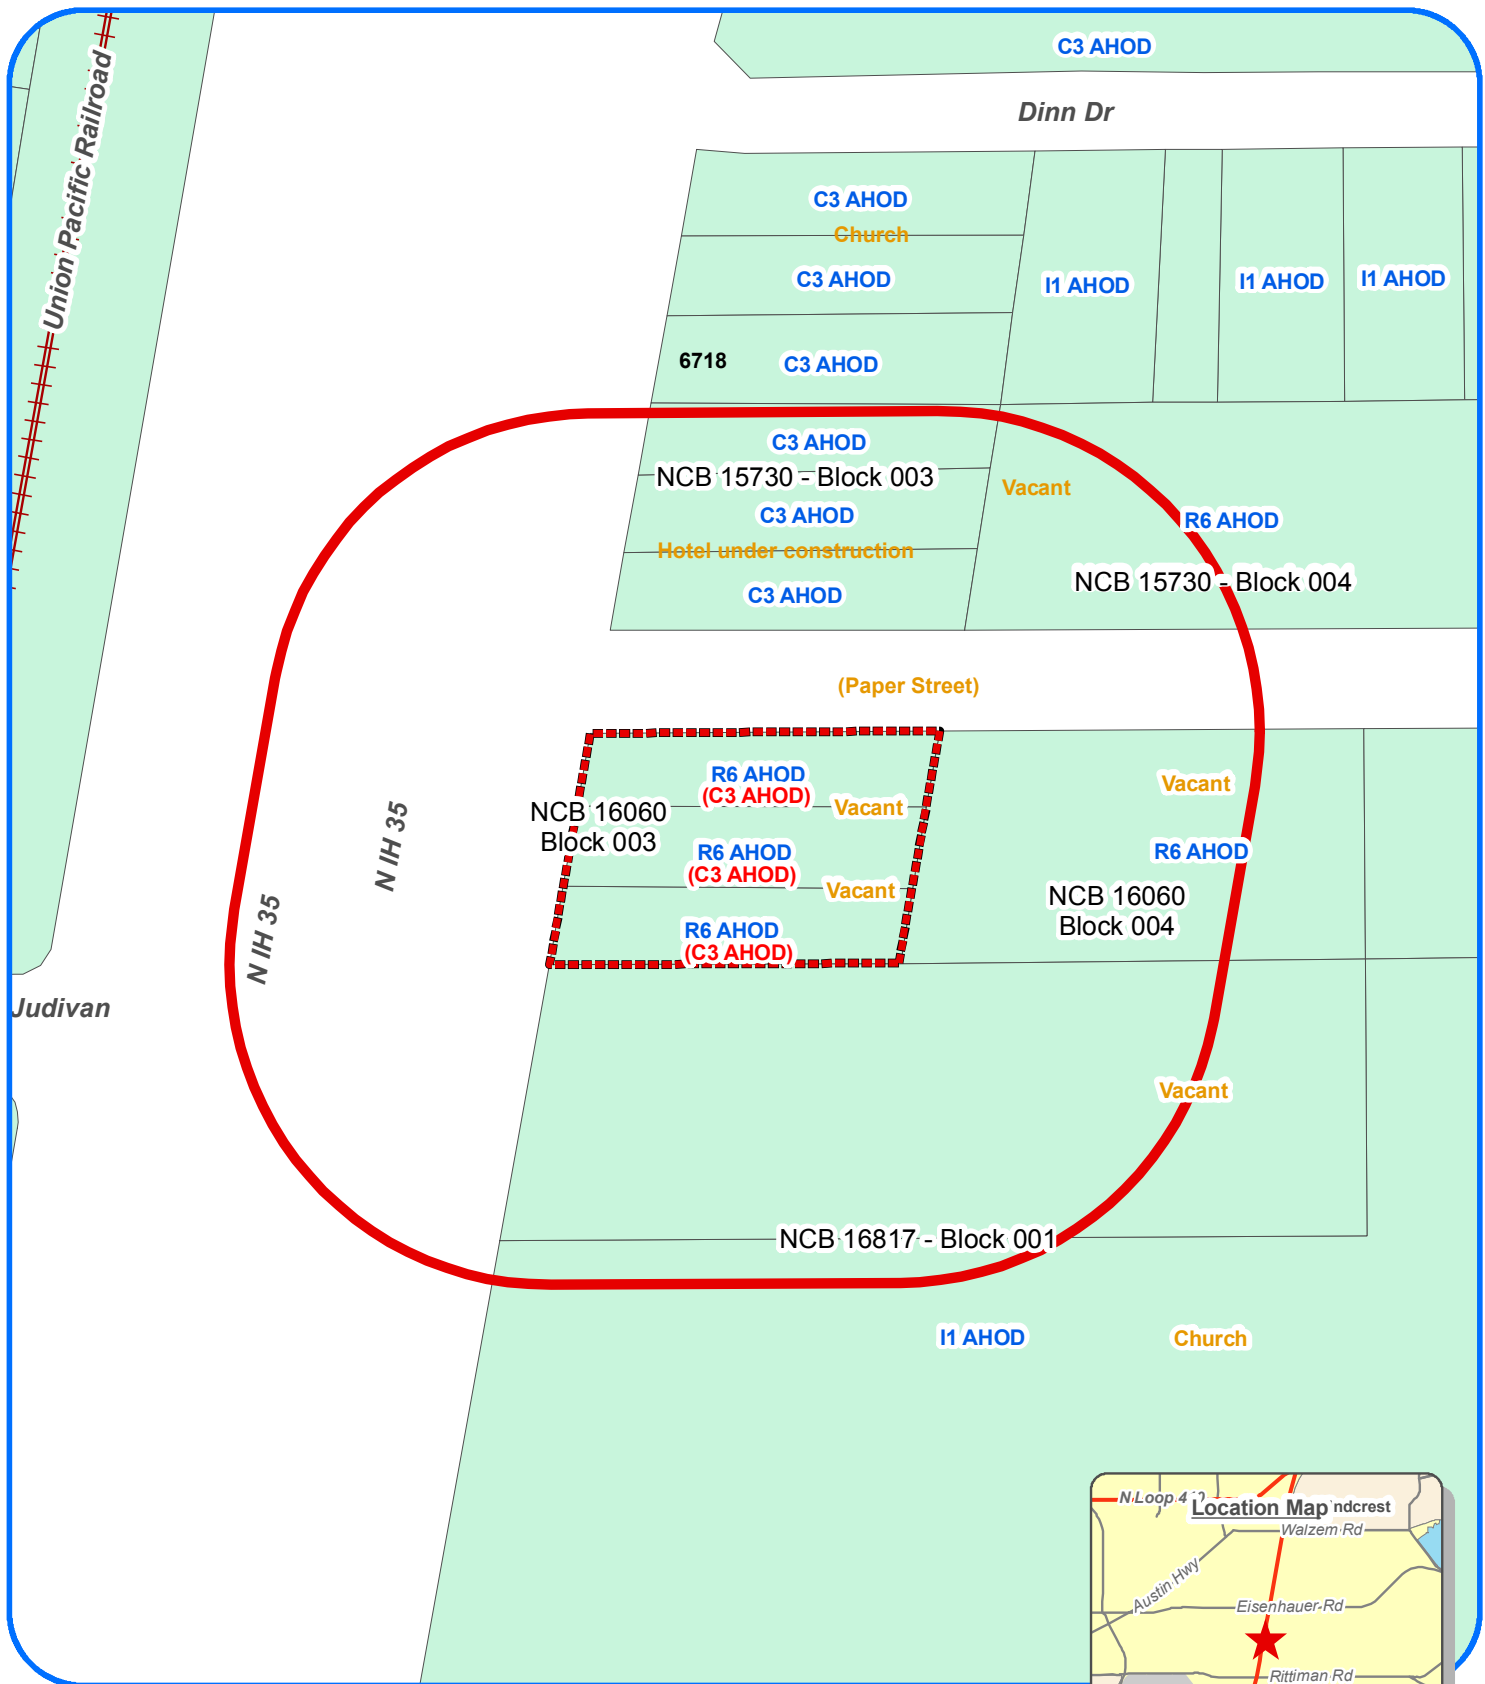 C3 AHOD
Dinn Dr
Union Pacific Railroad
C3 AHOD
Church
C3 AHOD
I1 AHOD
I1 AHOD
I1 AHOD
6718
C3 AHOD
C3 AHOD
NCB 15730 - Block 003
Vacant
C3 AHOD
R6 AHOD
Hotel under construction
NCB 15730 - Block 004
C3 AHOD
(Paper Street)
R6 AHOD
(C3 AHOD)
Vacant
Vacant
NCB 16060
Block 003
N IH 35
R6 AHOD
(C3 AHOD)
R6 AHOD
Vacant
NCB 16060
Block 004
N IH 35
R6 AHOD
(C3 AHOD)
Judivan
Vacant
NCB 16817 - Block 001
I1 AHOD
Church
N Loop
Location Map
ndcrest
Walzem Rd
Austin Hwy
Eisenhauer Rd
Rittiman Rd